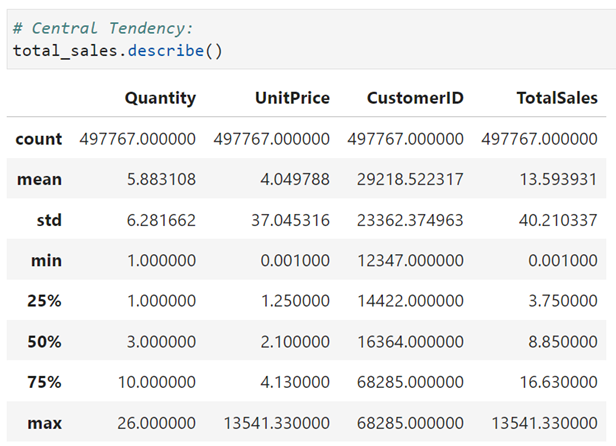 # Central Tendency:
total_sales.describe()
Quantity UnitPrice CustomerID TotalSales
count 497767.000000 497767.000000 497767.000000 497767.000000
mean 5.883108 4.049788 29218.522317 13.593931
std 6.281662 37.045316 23362.374963 40.210337
min 1.000000 0.001000 12347.000000 0.001000
25% 1.000000 1.250000 14422.000000 3.750000
50% 3.000000 2.100000 16364.000000 8.850000
75% 10.000000 4.130000 68285.000000 16.630000
max 26.000000 13541.330000 68285.000000 13541.330000